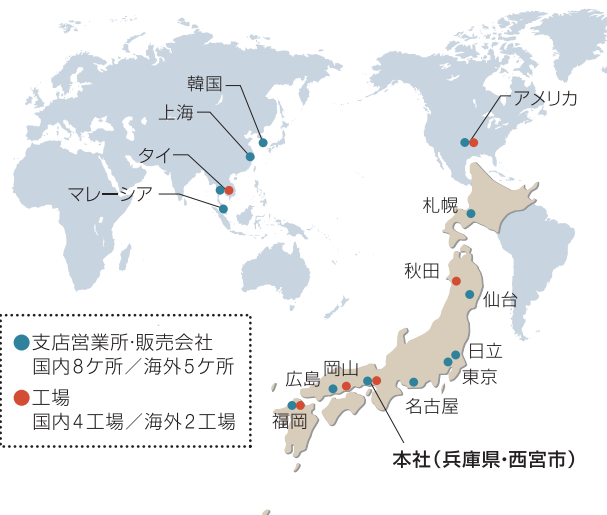 韓国
上海
タイ
マレーシア
アメリカ
札幌
秋田
仙台
日立
東京
名古屋
岡山
広島
福岡
本社（兵庫県・西宮市）
支店営業所・販売会社
国内8ケ所／海外5ケ所
工場
国内4工場／海外2工場